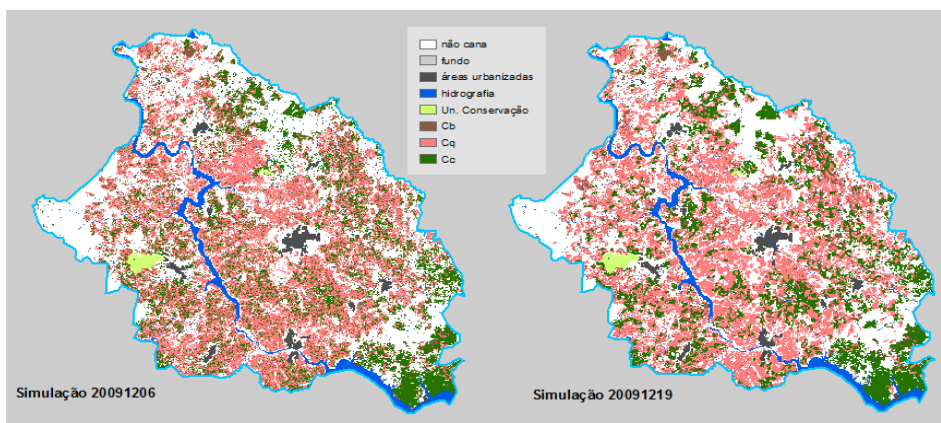 não cana
fundo
áreas urbanizadas
hidrografia
Un. Conservação
Cb
Cq
Cc
Simulação 20091206
Simulação 20091219